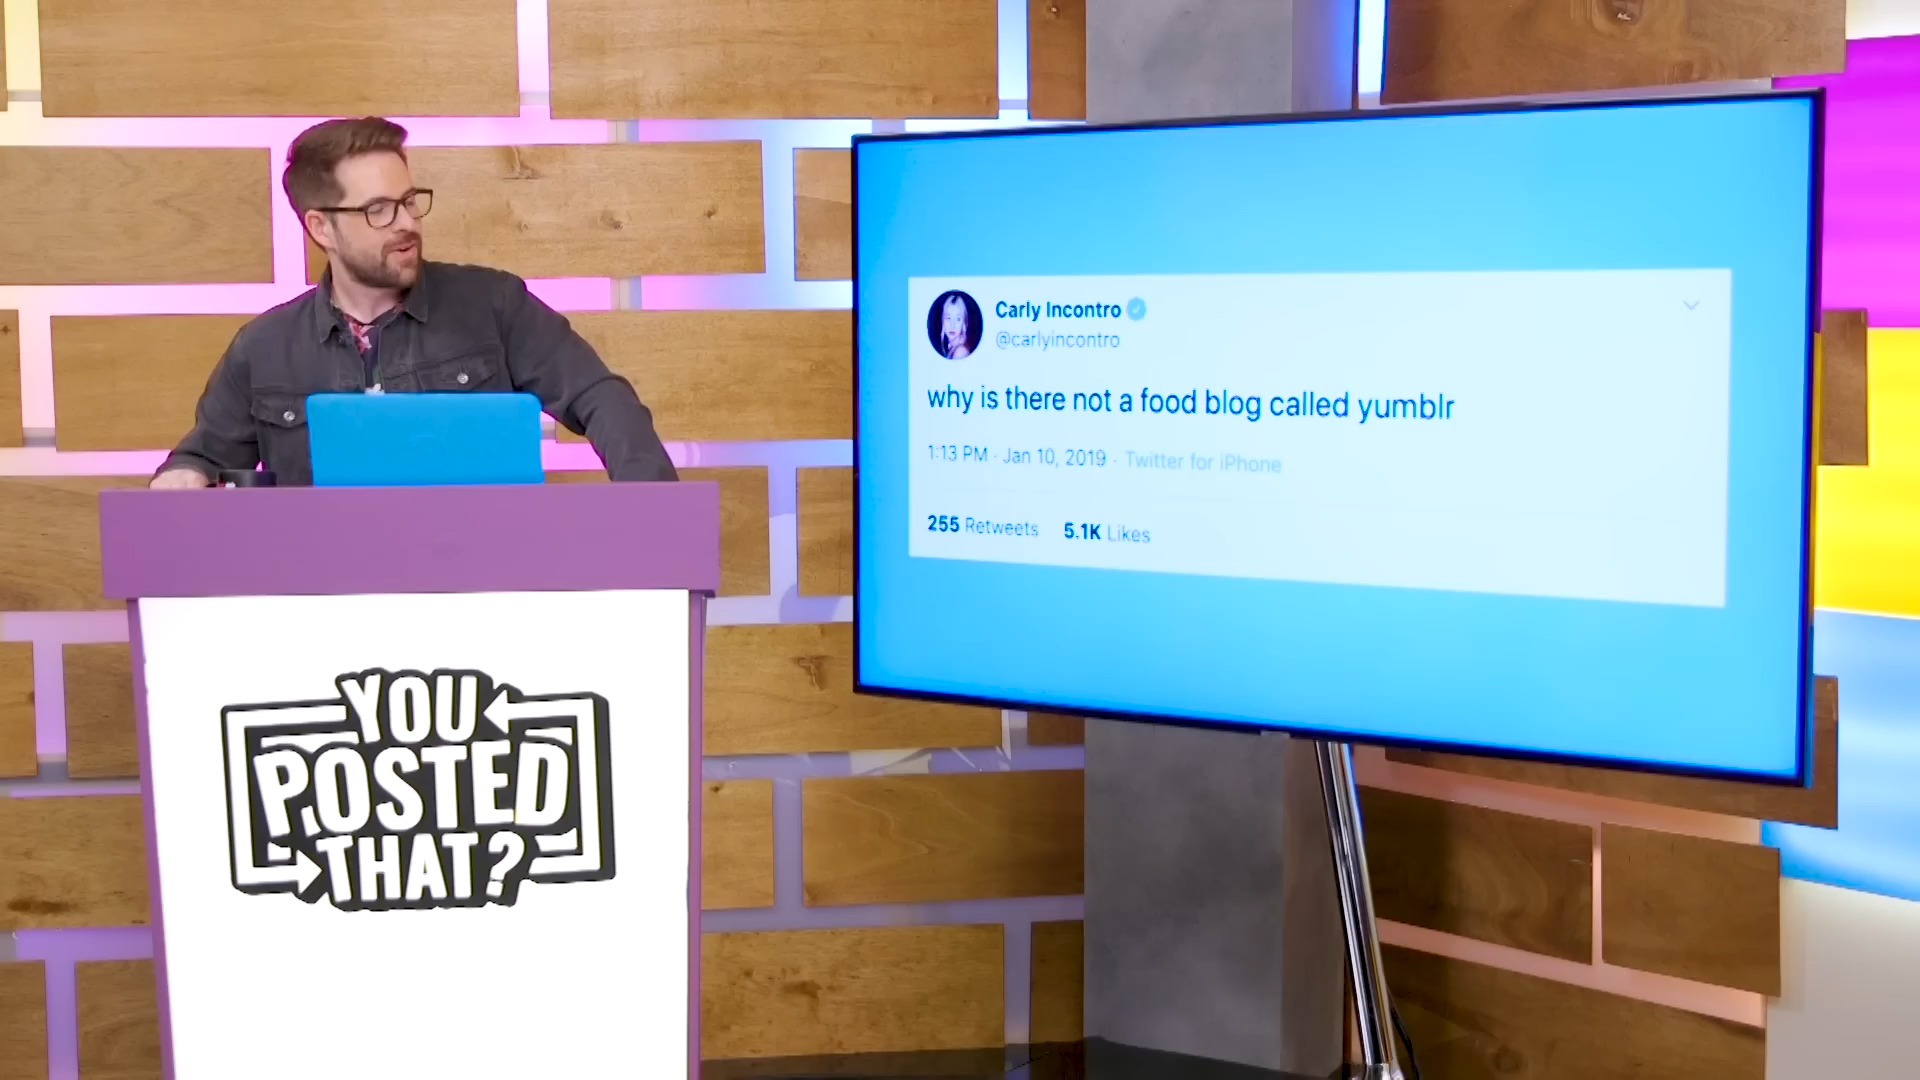 Carly Incontro
@carlyincontro
why is there not a food blog called yumblr
1:13 PM · Jan 10, 2019 · Twitter for iPhone
255 Retweets 5.1K Likes
YOU
POSTED
THAT?